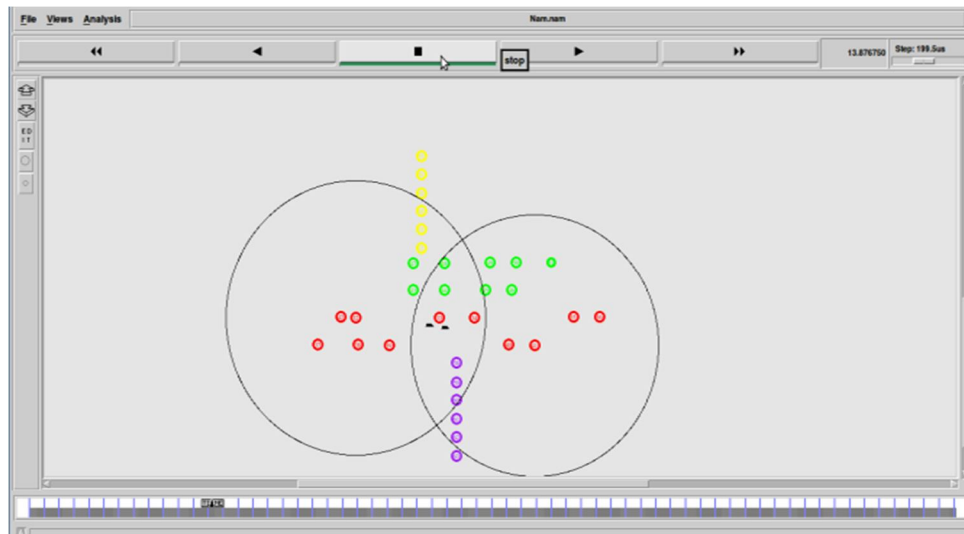 File Views Analysis
Nam.nam
13.876750
Step: 199.5us
stop
ED
IT